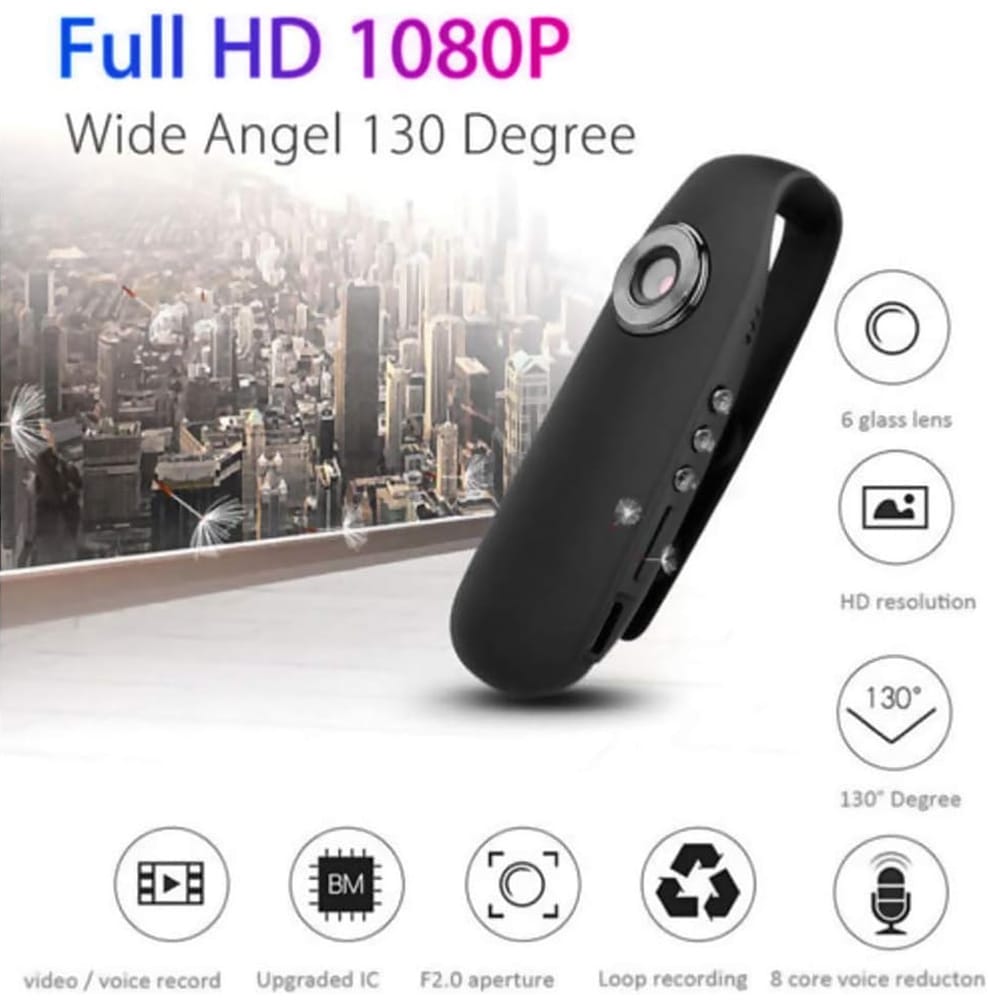 Full HD 1080P
Wide Angel 130 Degree
6 glass lens
HD resolution
130°
130° Degree
BM
video / voice record
Upgraded IC
F2.0 aperture
Loop recording
8 core voice reducton